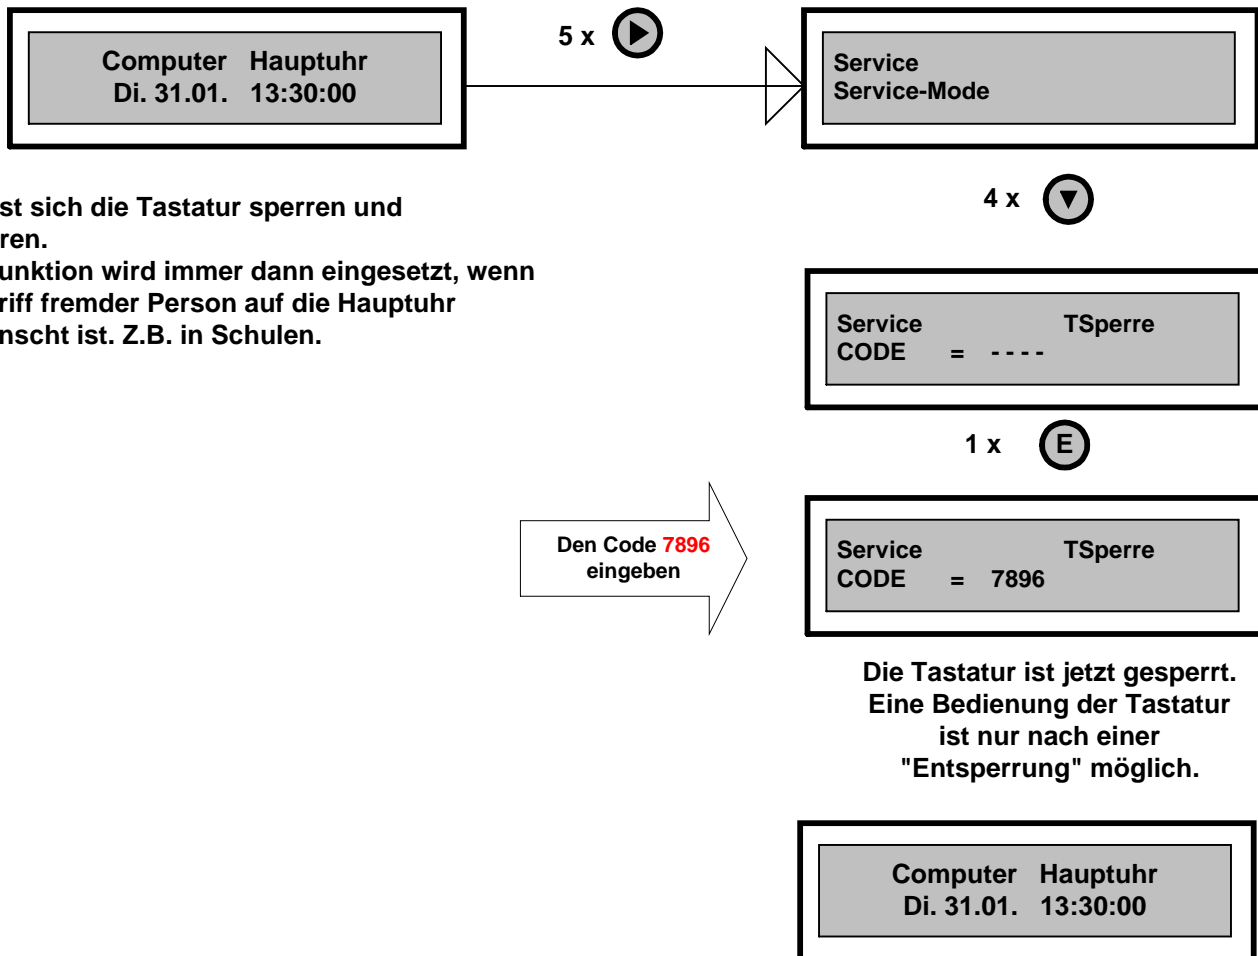 Computer Hauptuhr
Di. 31.01. 13:30:00
5 x
Service
Service-Mode
4 x
st sich die Tastatur sperren und
ren.
unktion wird immer dann eingesetzt, wenn
riff fremder Person auf die Hauptuhr
nscht ist. Z.B. in Schulen.
Service TSperre
CODE = - - - -
1 x E
Den Code 7896
eingeben
Service TSperre
CODE = 7896
Die Tastatur ist jetzt gesperrt.
Eine Bedienung der Tastatur
ist nur nach einer
"Entsperrung" möglich.
Computer Hauptuhr
Di. 31.01. 13:30:00